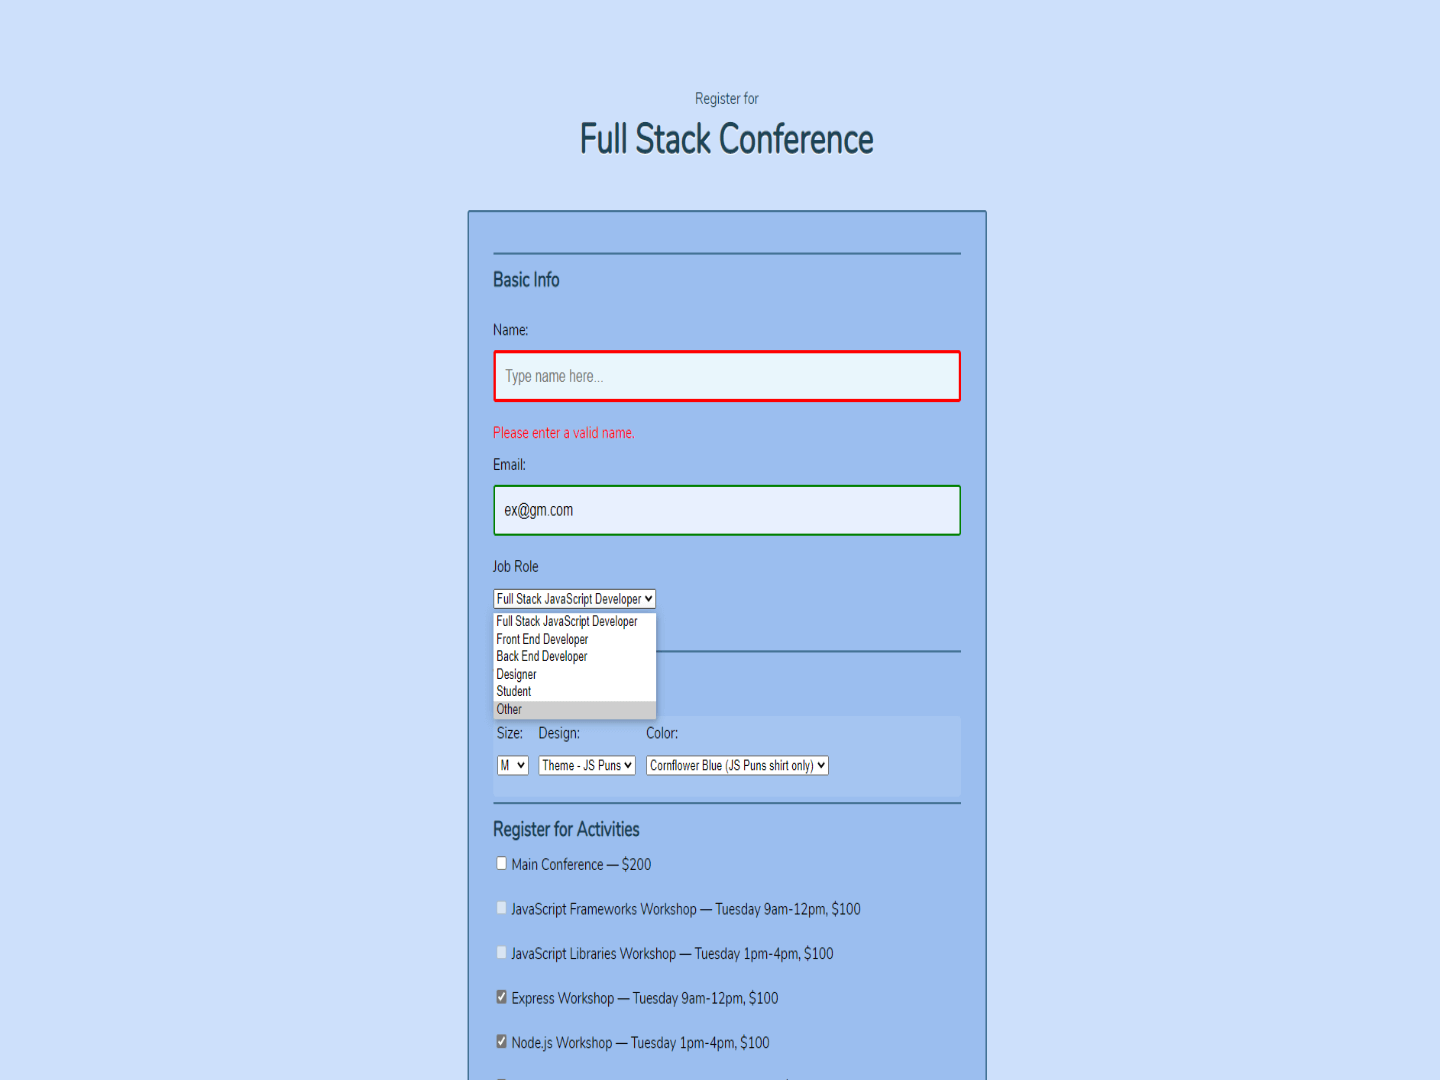 Register for
Full Stack Conference
Basic Info
Name:
Type name here...
Please enter a valid name.
Email:
ex@gm.com
Job Role
Full Stack JavaScript Developer
Full Stack JavaScript Developer
Front End Developer
Back End Developer
Designer
Student
Other
Size: Design: Color:
M Theme - JS Puns Cornflower Blue (JS Puns shirt only)
Register for Activities
Main Conference — $200
JavaScript Frameworks Workshop — Tuesday 9am-12pm, $100
JavaScript Libraries Workshop — Tuesday 1pm-4pm, $100
Express Workshop — Tuesday 9am-12pm, $100
Node.js Workshop — Tuesday 1pm-4pm, $100